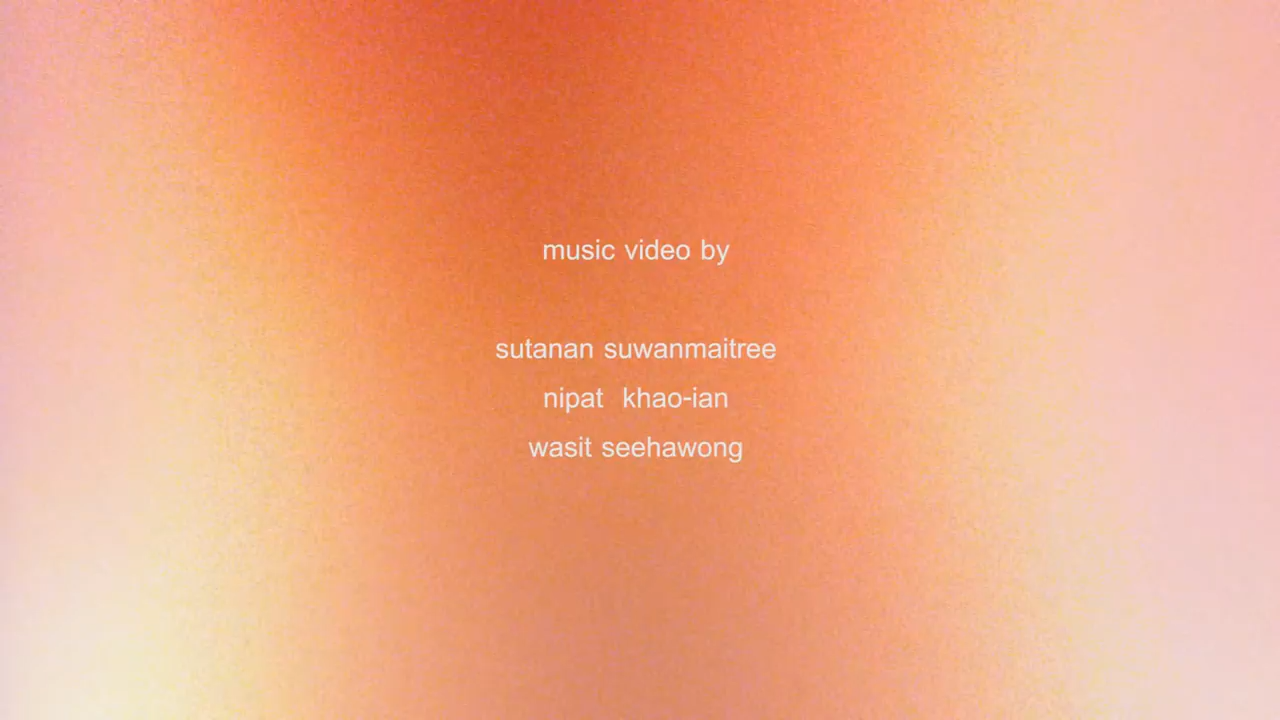 music video by
sutanan suwanmaitree
nipat  khao-ian
wasit seehawong